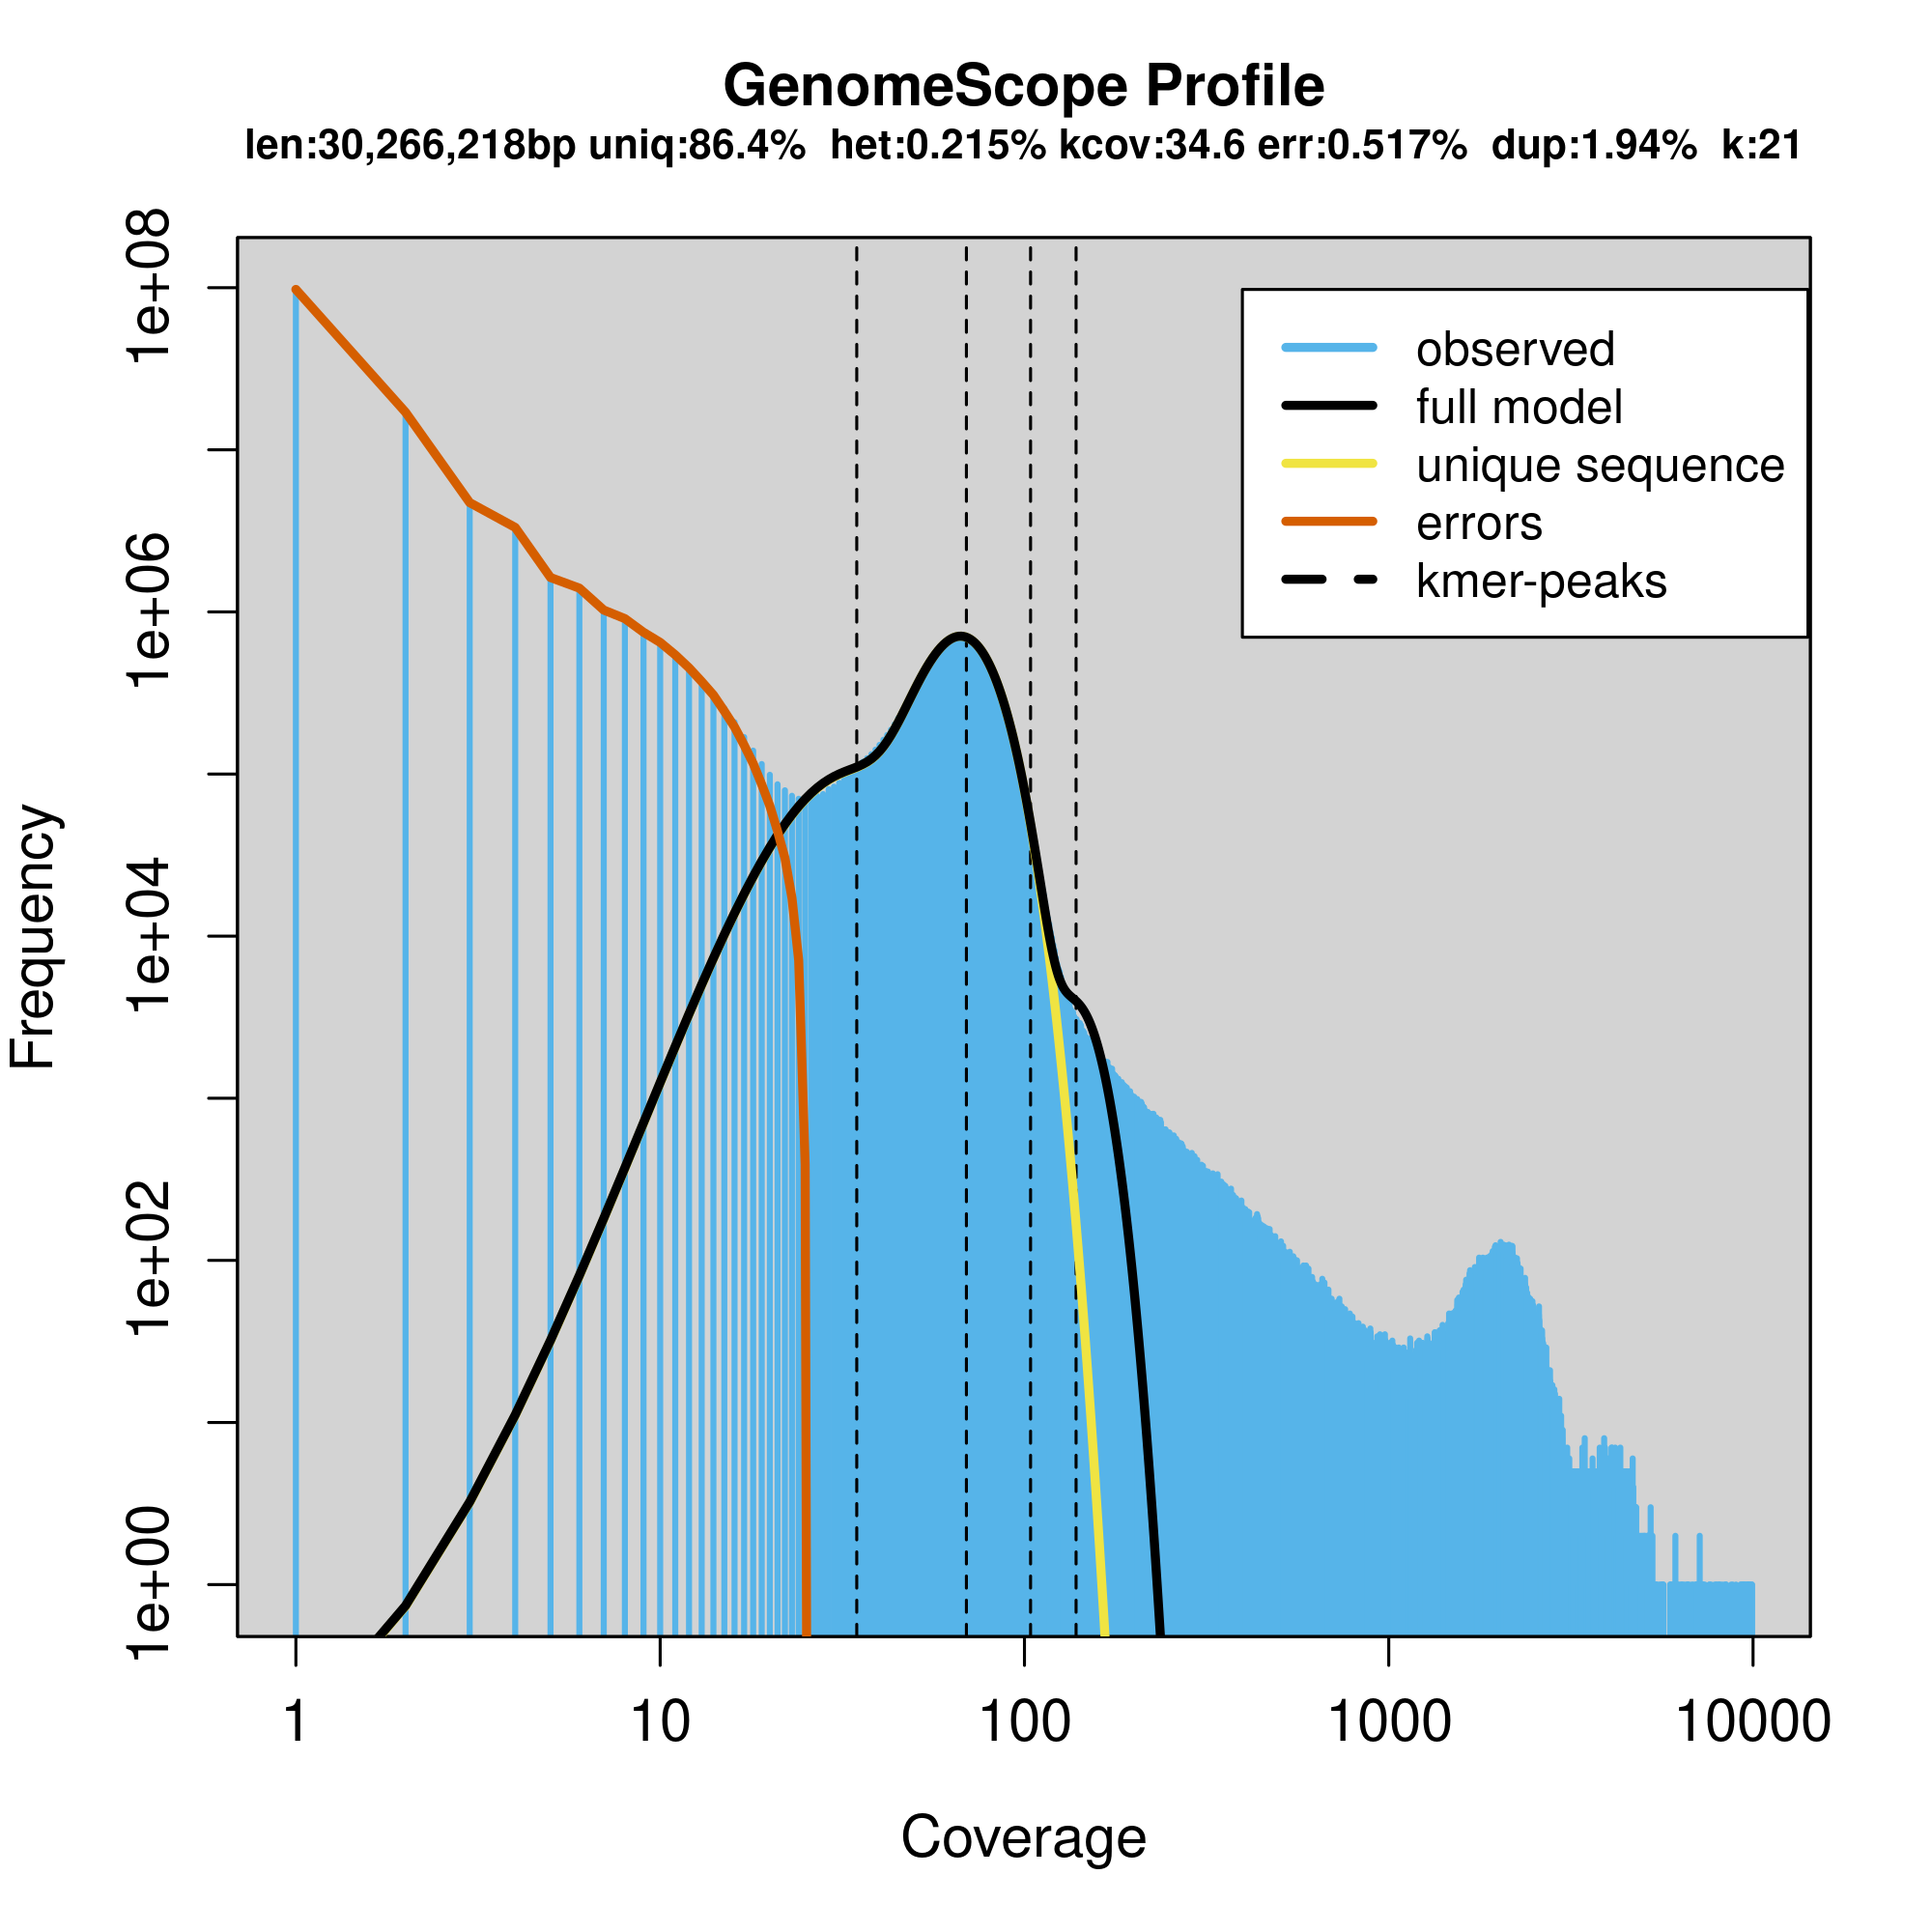 GenomeScope Profile
len:30,266,218bp uniq:86.4% het:0.215% kcov:34.6 err:0.517% dup:1.94% k:21
1e+08
1e+06
1e+04
1e+02
1e+00
Frequency
observed
full model
unique sequence
errors
kmer-peaks
1 10 100 1000 10000
Coverage